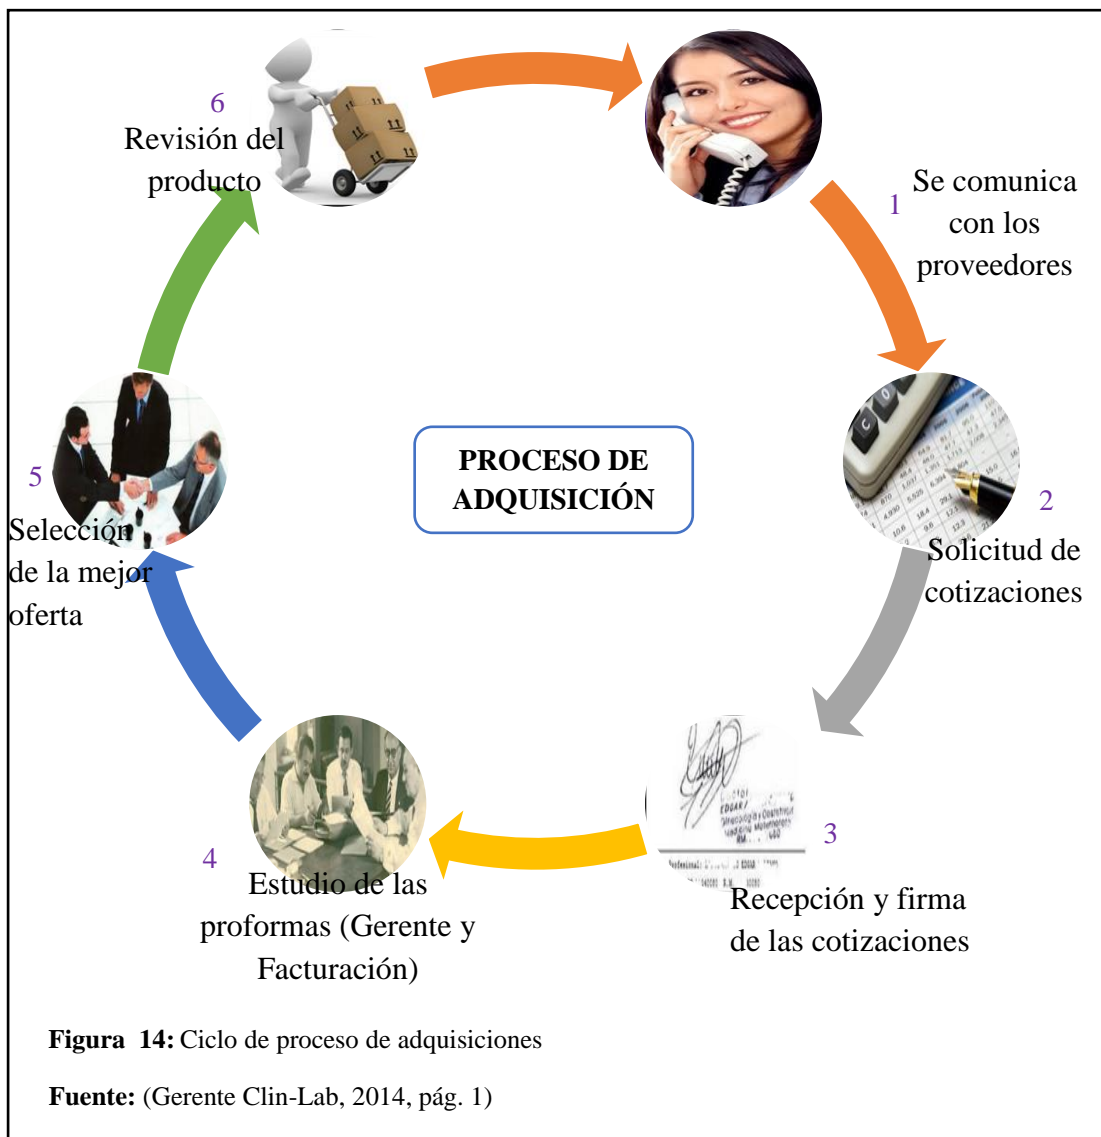 6
Revisión del
producto
1
Se comunica
con los
proveedores
2
Solicitud de
cotizaciones
3
Recepción y firma
de las cotizaciones
4
Estudio de las
proformas (Gerente y
Facturación)
5
Selección
de la mejor
oferta
PROCESO DE
ADQUISICIÓN
Figura 14: Ciclo de proceso de adquisiciones
Fuente: (Gerente Clin-Lab, 2014, pág. 1)